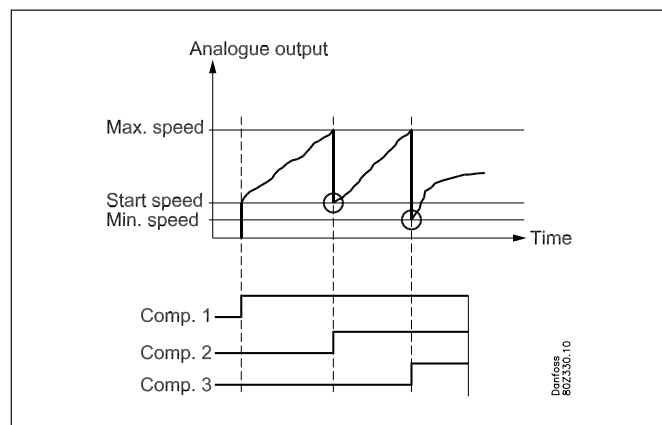 Analogue output
Max. speed
Start speed
Min. speed
Time
Comp. 1
Comp. 2
Comp. 3
Danfoss
80Z330.10